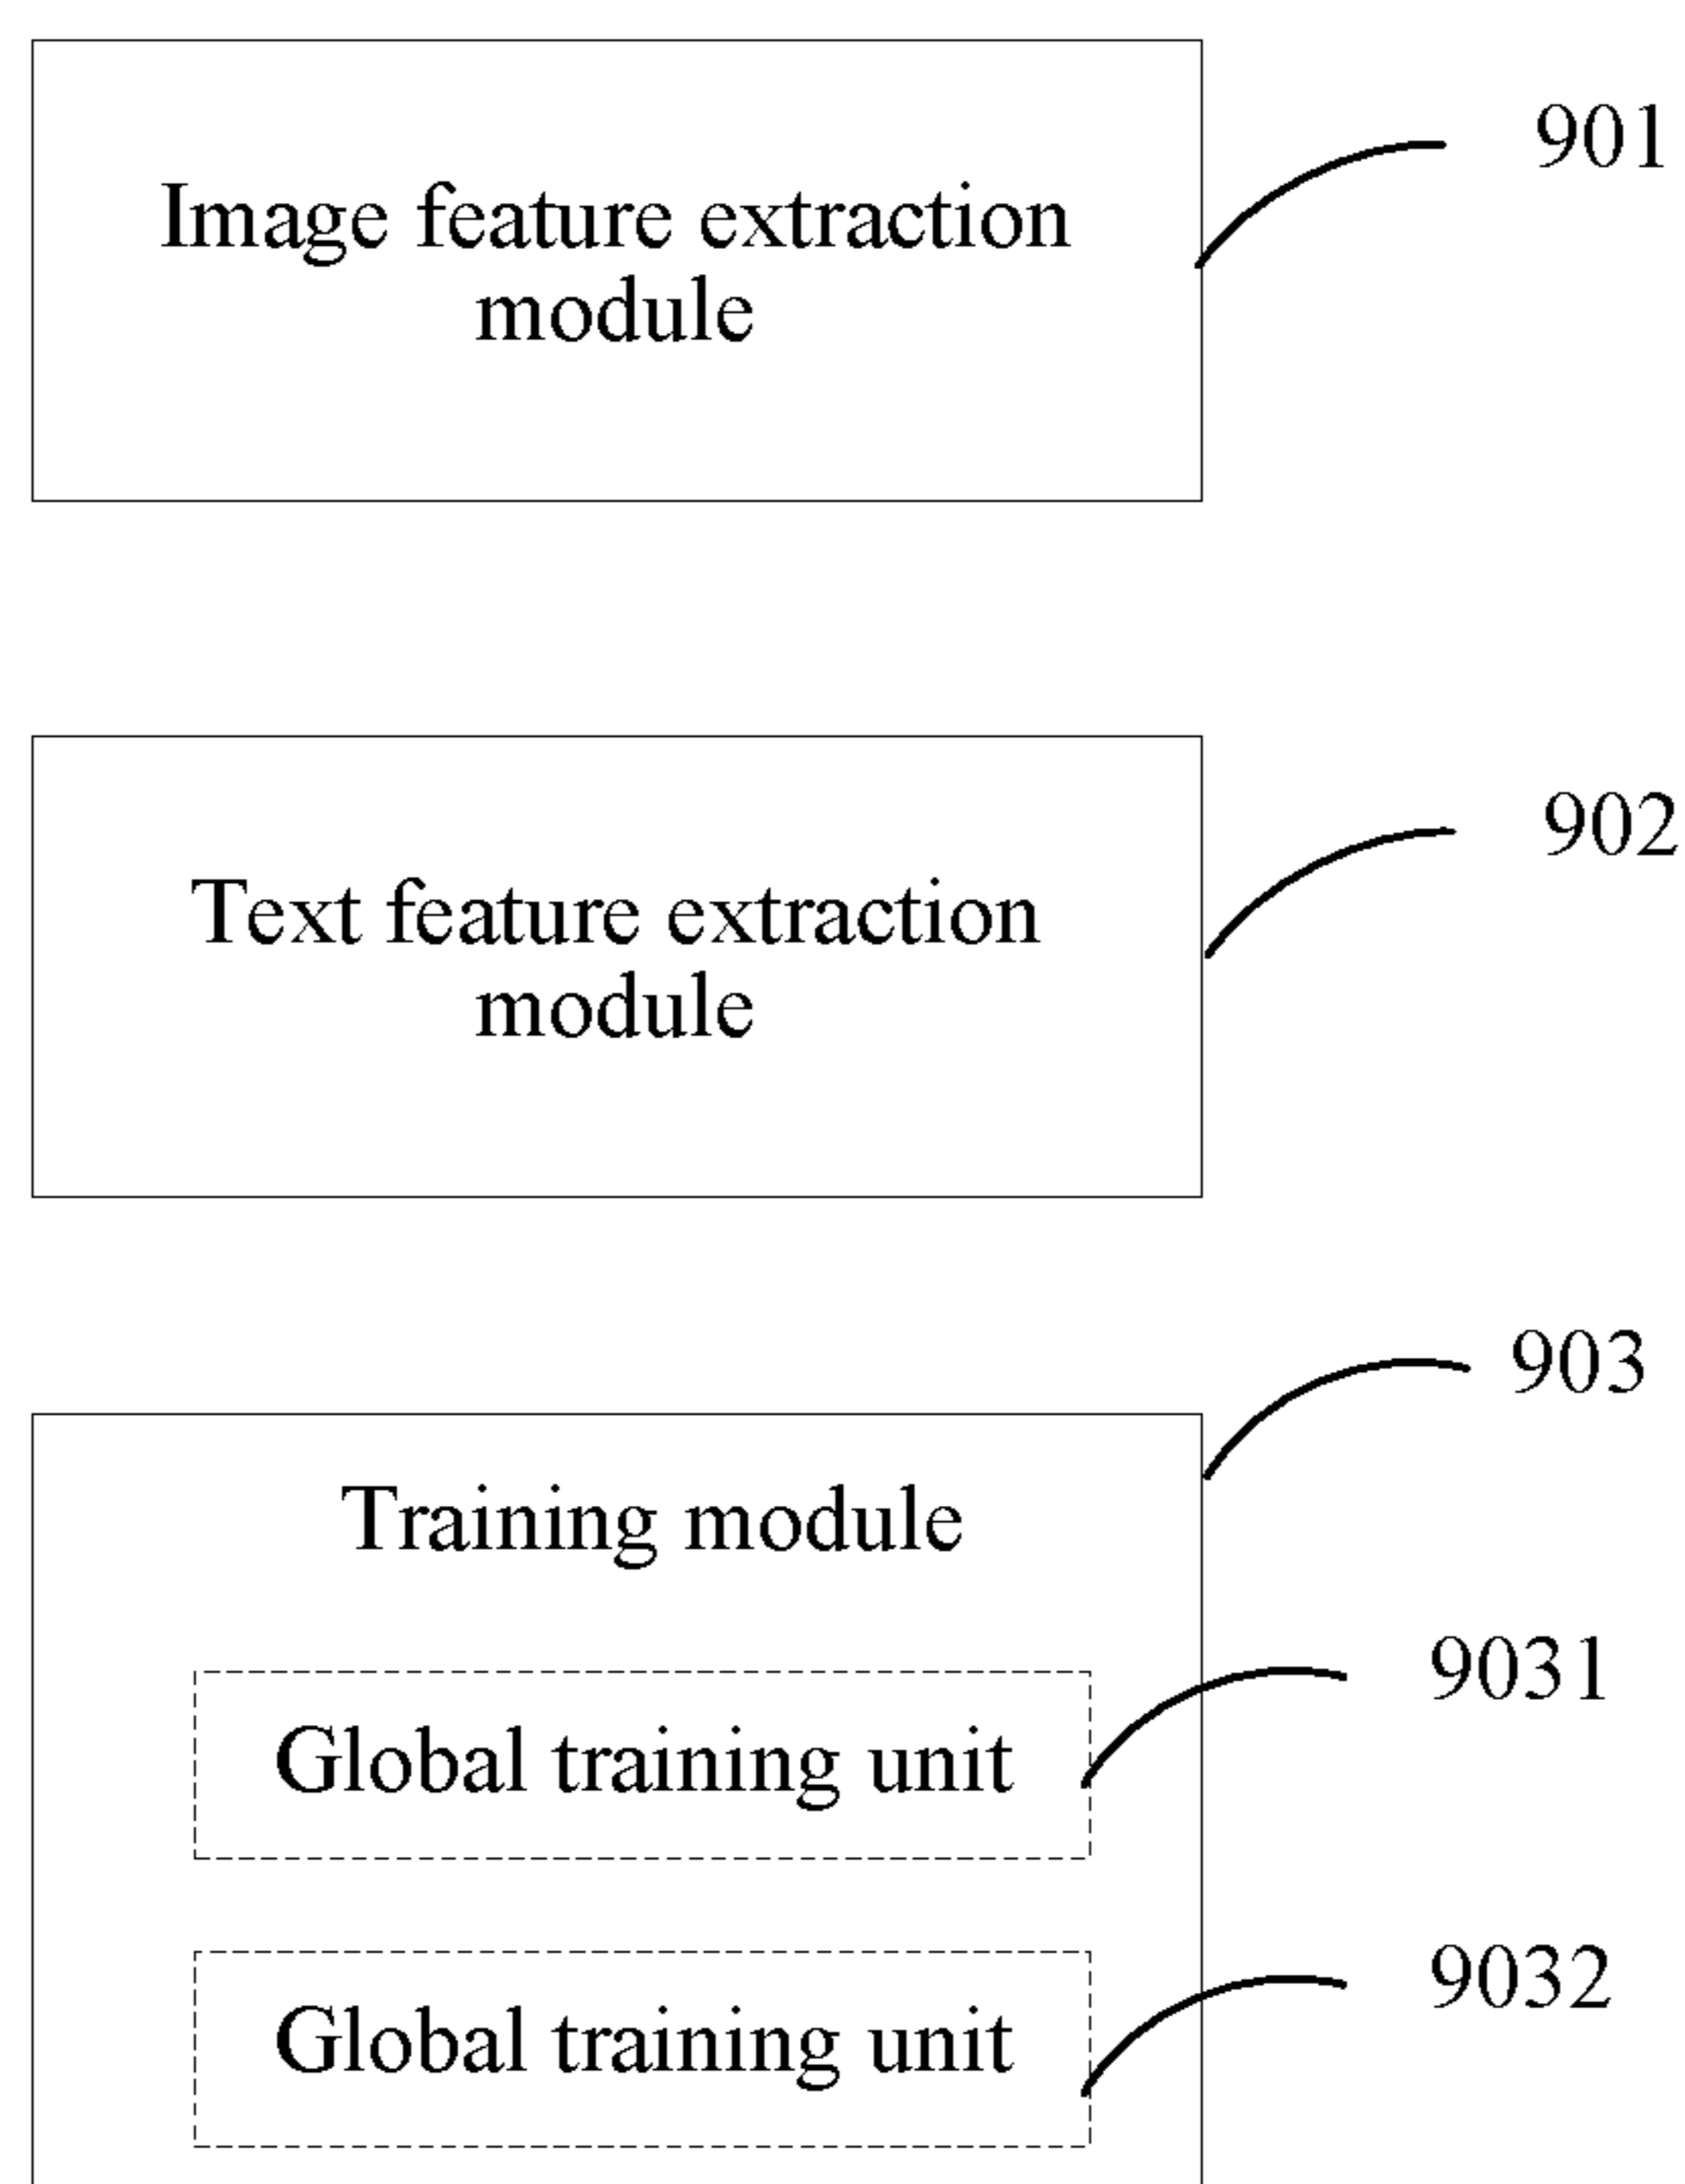 901
Image feature extraction
module
902
Text feature extraction
module
903
Training module
9031
Global training unit
9032
Global training unit